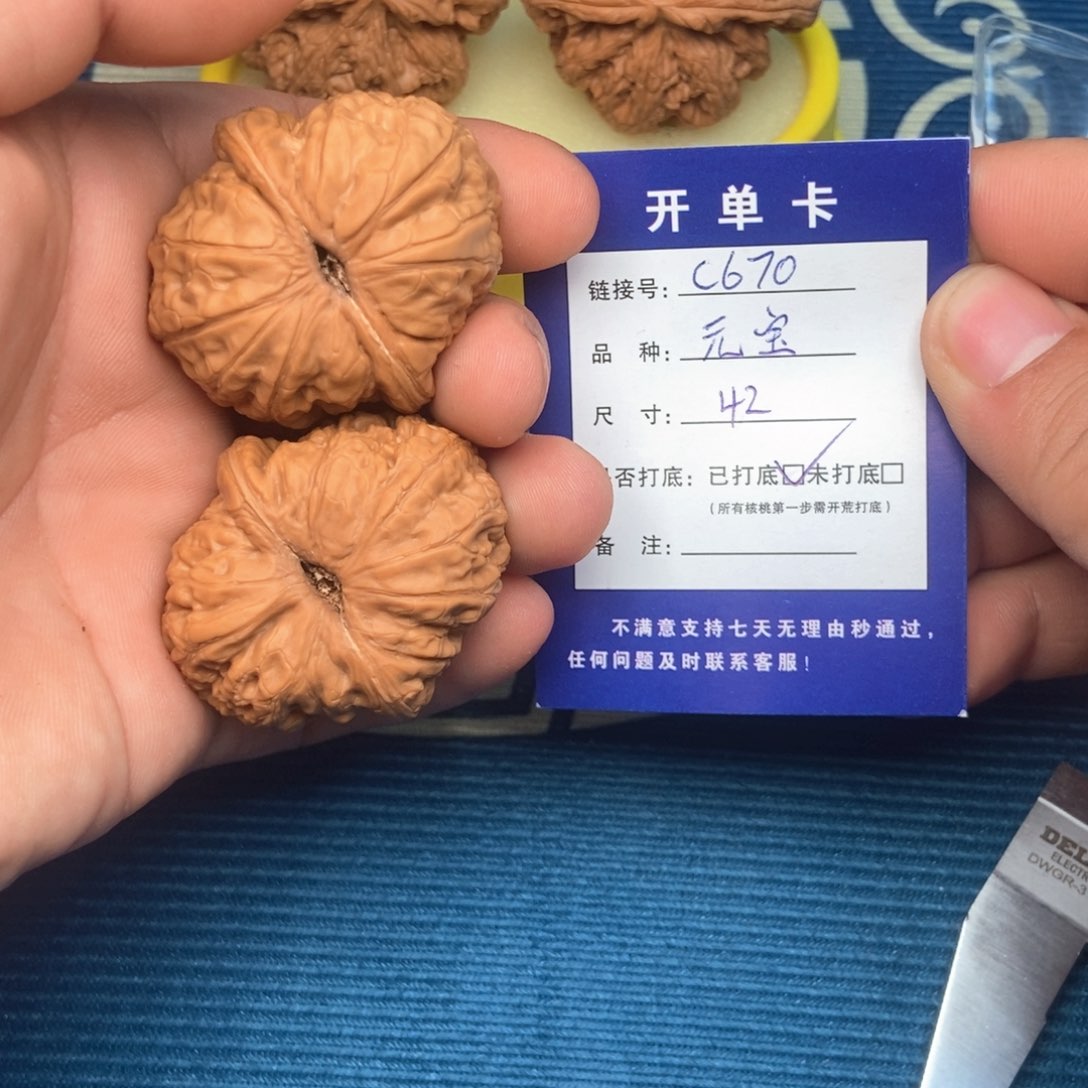 开单卡
链接号: C670
品 种: 元宝
尺 寸: 42
否打底: 已打底☑未打底☐
(所有核桃第一步需开荒打底)
备 注:
不满意支持七天无理由秒通过,
任何问题及时联系客服!
DWGR-3